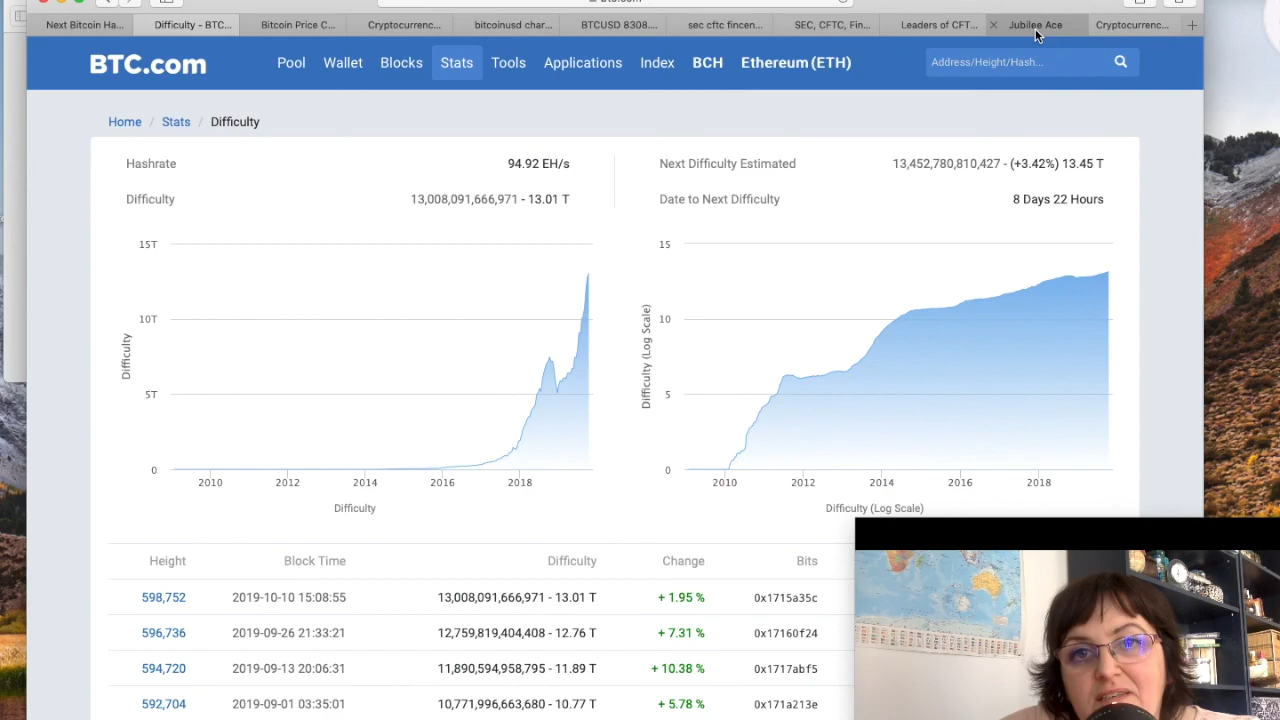 Next Bitcoin Ha...
Difficulty - BTC...
Bitcoin Price C...
Cryptocurrenc...
bitcoinusd char...
BTCUSD 8308....
sec cftc fincen...
SEC, CFTC, Fin...
Leaders of CFT...
Jubilee Ace
Cryptocurrenc...
BTC.com
Pool
Wallet
Blocks
Stats
Tools
Applications
Index
BCH
Ethereum (ETH)
Address/Height/Hash...
Home / Stats / Difficulty
Hashrate 94.92 EH/s
Next Difficulty Estimated 13,452,780,810,427 - (+3.42%) 13.45 T
Difficulty 13,008,091,666,971 - 13.01 T
Date to Next Difficulty 8 Days 22 Hours
15T
10T
5T
0
Difficulty
2010 2012 2014 2016 2018
Difficulty
15
10
5
0
Difficulty (Log Scale)
2010 2012 2014 2016 2018
Difficulty (Log Scale)
Height Block Time Difficulty Change Bits
598,752 2019-10-10 15:08:55 13,008,091,666,971 - 13.01 T + 1.95 % 0x1715a35c
596,736 2019-09-26 21:33:21 12,759,819,404,408 - 12.76 T + 7.31 % 0x17160f24
594,720 2019-09-13 20:06:31 11,890,594,958,795 - 11.89 T + 10.38 % 0x1717abf5
592,704 2019-09-01 03:35:01 10,771,996,663,680 - 10.77 T + 5.78 % 0x171a213e